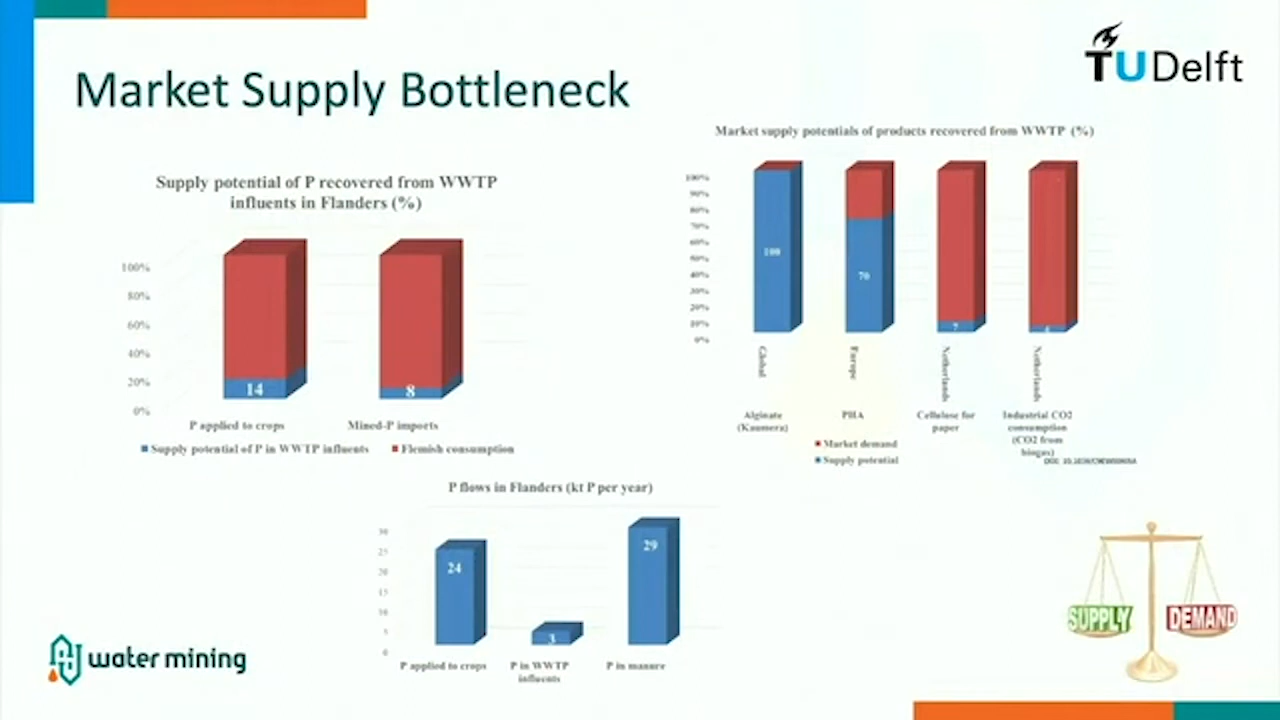 Market Supply Bottleneck
TU Delft
Supply potential of P recovered from WWTP
influents in Flanders (%)
100%
80%
60%
40%
20%
0%
14
8
P applied to crops
Mined-P imports
Supply potential of P in WWTP influents
Flemish consumption
Market supply potentials of products recovered from WWTP (%)
100%
90%
80%
70%
60%
50%
40%
30%
20%
10%
0%
100
70
7
Global
Europe
Netherlands
Netherlands
Alginate
(Kaumera)
PHA
Cellulose for
paper
Industrial CO2
consumption
(CO2 from
biogas)
Market demand
Supply potential
P flows in Flanders (kt P per year)
30
25
20
15
10
5
0
24
3
29
P applied to crops
P in WWTP
influents
P in manure
SUPPLY
DEMAND
water mining